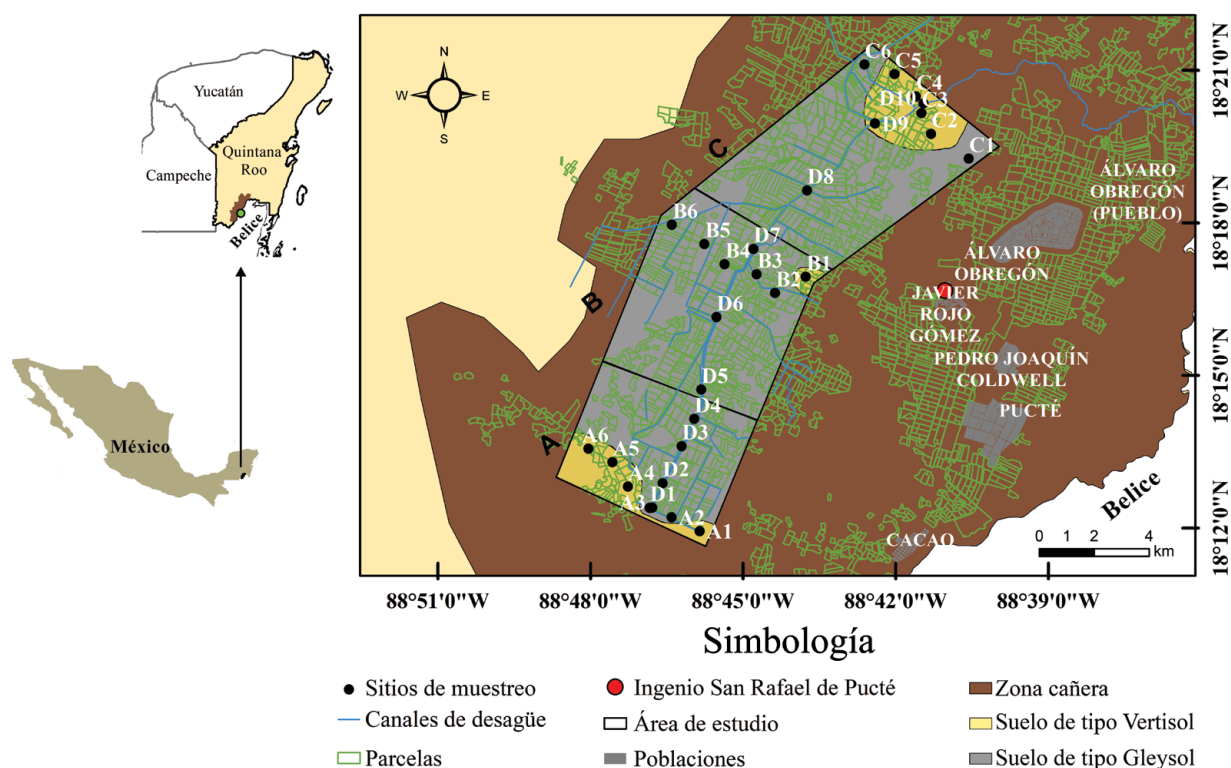 Yucatán
Quintana
Roo
Campeche
Belice
México
N
W
E
S
A
B
C
C6
C5
C4
C3
D10
D9
C2
C1
D8
B6
B5
D7
B4
B3
B1
B2
D6
D5
D4
D3
A6
A5
A4
D2
A3
D1
A2
A1
ÁLVARO
OBREGÓN
(PUEBLO)
ÁLVARO
OBREGÓN
JAVIER
ROJO
GÓMEZ
PEDRO JOAQUÍN
COLDWELL
PUCTÉ
CACAO
Belice
0 2 4
km
18°21'0"N
18°18'0"N
18°15'0"N
18°12'0"N
88°51'0"W 88°48'0"W 88°45'0"W 88°42'0"W 88°39'0"W
Simbología
Sitios de muestreo
Canales de desagüe
Parcelas
Ingenio San Rafael de Pucté
Área de estudio
Poblaciones
Zona cañera
Suelo de tipo Vertisol
Suelo de tipo Gleysol